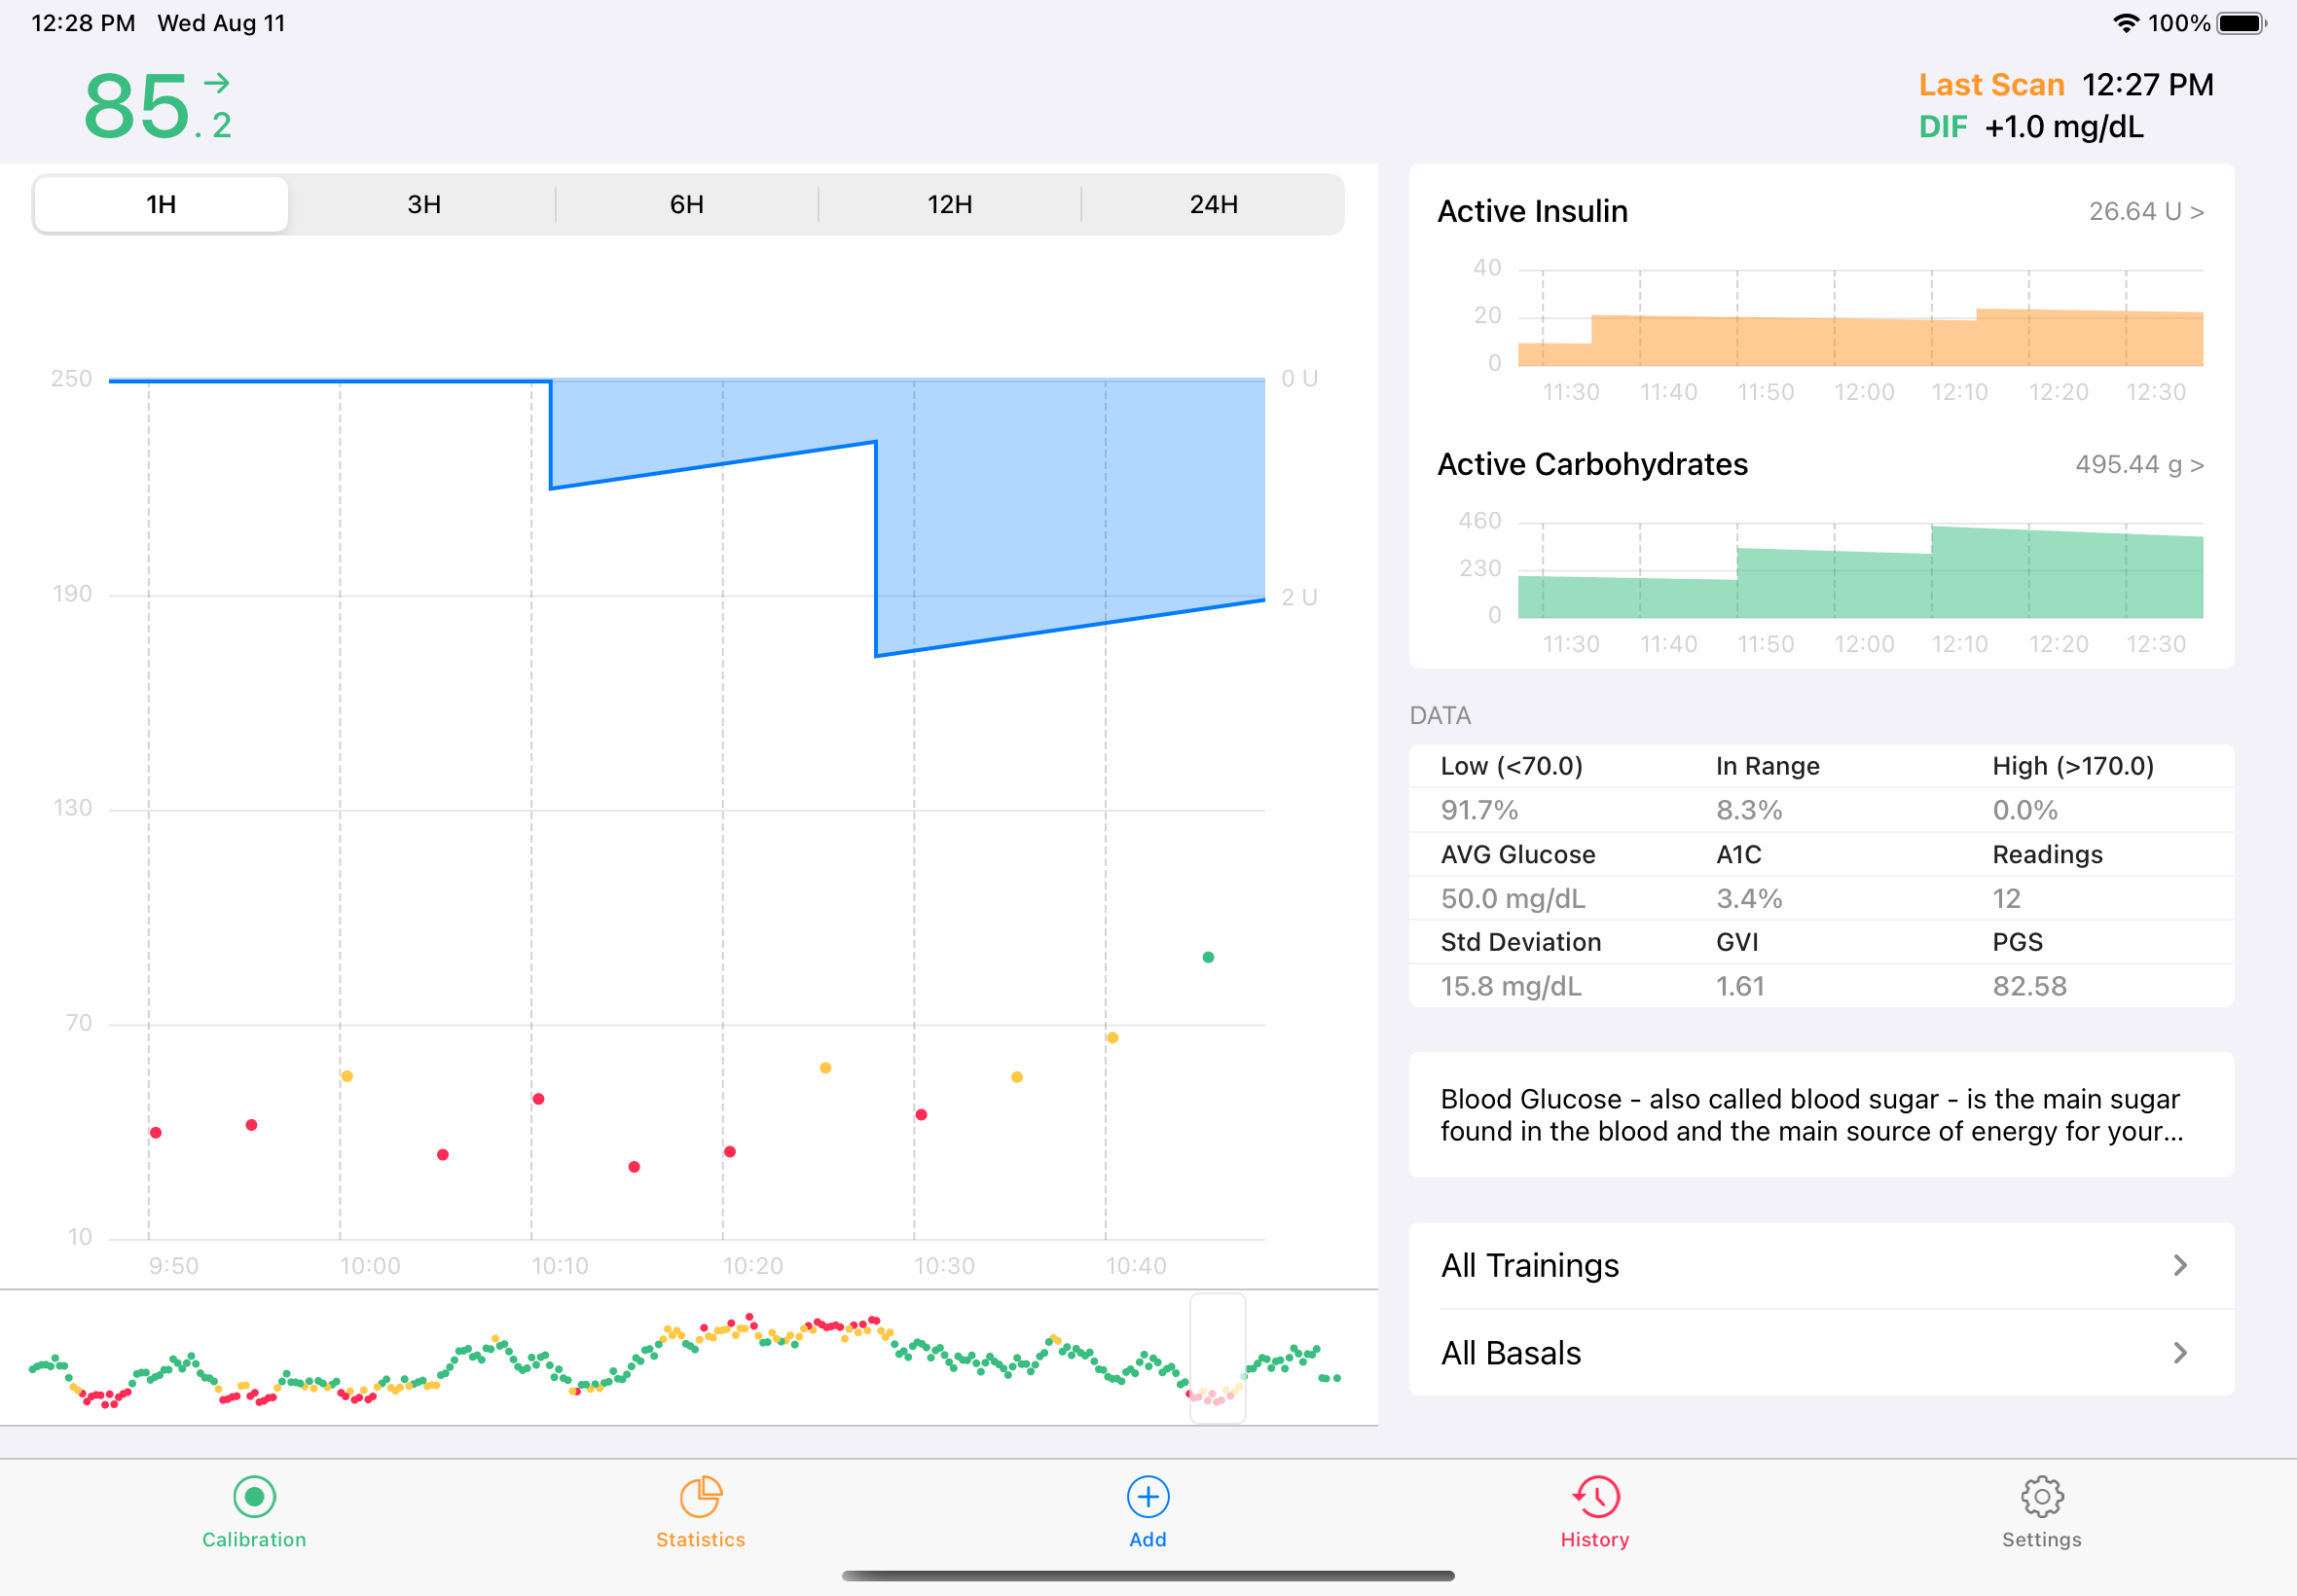 12:28 PM Wed Aug 11
100%
85.2
Last Scan 12:27 PM
DIF +1.0 mg/dL
1H 3H 6H 12H 24H
250
190
130
70
10
0 U
2 U
9:50 10:00 10:10 10:20 10:30 10:40
Active Insulin 26.64 U >
40
20
0
11:30 11:40 11:50 12:00 12:10 12:20 12:30
Active Carbohydrates 495.44 g >
460
230
0
11:30 11:40 11:50 12:00 12:10 12:20 12:30
DATA
Low (<70.0) In Range High (>170.0)
91.7% 8.3% 0.0%
AVG Glucose A1C Readings
50.0 mg/dL 3.4% 12
Std Deviation GVI PGS
15.8 mg/dL 1.61 82.58
Blood Glucose - also called blood sugar - is the main sugar
found in the blood and the main source of energy for your...
All Trainings
All Basals
Calibration Statistics Add History Settings